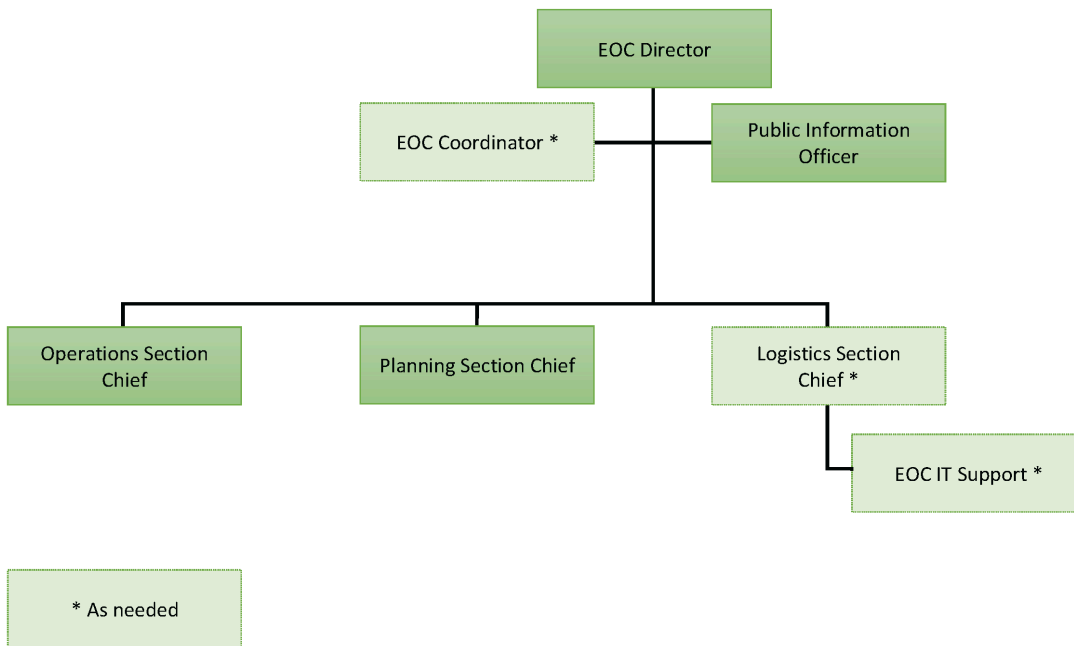 EOC Director
EOC Coordinator *
Public Information
Officer
Operations Section
Chief
Planning Section Chief
Logistics Section
Chief *
EOC IT Support *
* As needed